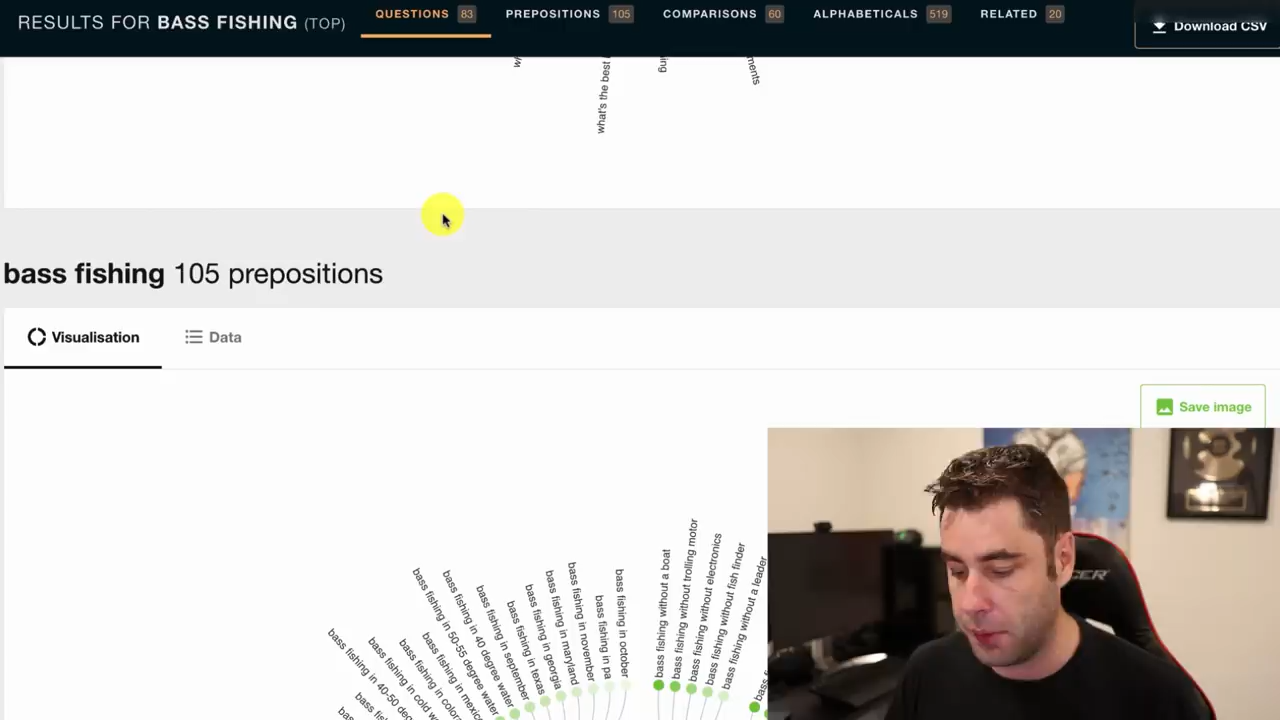 RESULTS FOR BASS FISHING (TOP)
QUESTIONS 83
PREPOSITIONS 105
COMPARISONS 60
ALPHABETICALS 519
RELATED 20
Download CSV
what's the best
bass fishing 105 prepositions
Visualisation
Data
Save image
bass fishing in 40-50
bass fishing in
bass fishing in cold
bass fishing in
bass fishing in
bass fishing in 50-55 degree water
bass fishing in 40 degree water
bass fishing in september
bass fishing in texas
bass fishing in georgia
bass fishing in maryland
bass fishing in november
bass fishing in pa
bass fishing in october
bass fishing without a boat
bass fishing without trolling motor
bass fishing without electronics
bass fishing without fish finder
bass fishing without a leader
ACER